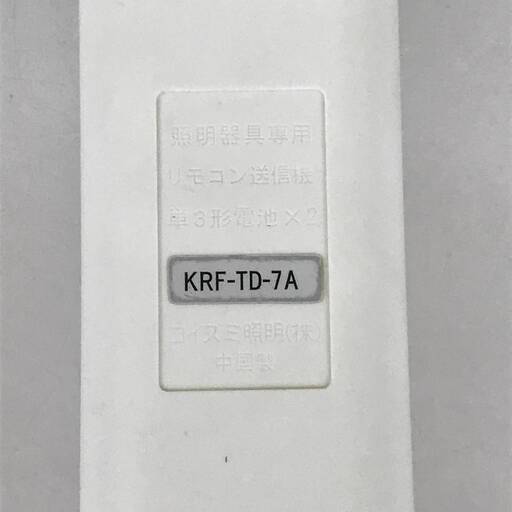 照明器具専用
リモコン送信機
単3形電池×2
KRF-TD-7A
コイズミ照明(株)
中国製